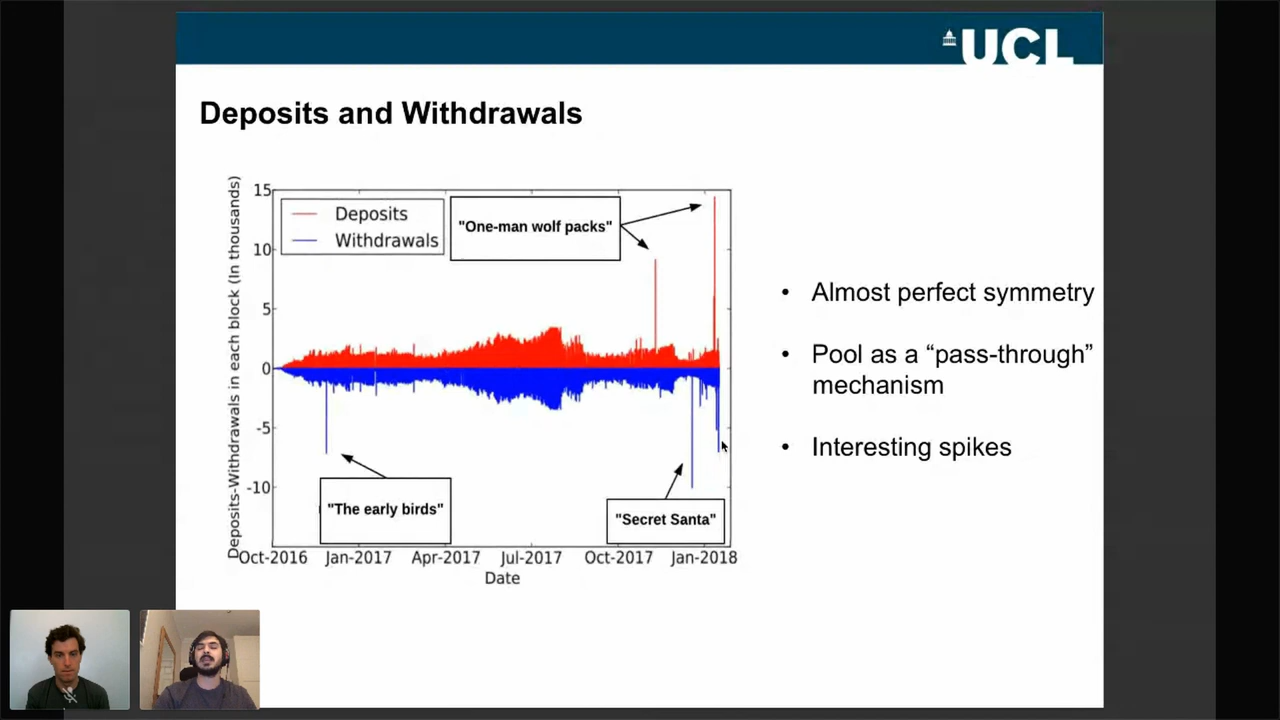 UCL
Deposits and Withdrawals
Deposits-Withdrawals in each block (In thousands)
15
10
5
0
-5
-10
Deposits
Withdrawals
"One-man wolf packs"
"The early birds"
"Secret Santa"
Oct-2016 Jan-2017 Apr-2017 Jul-2017 Oct-2017 Jan-2018
Date
• Almost perfect symmetry
• Pool as a “pass-through”
mechanism
• Interesting spikes